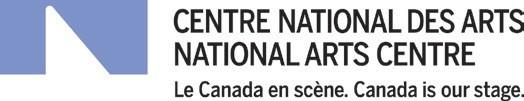 CENTRE NATIONAL DES ARTS
NATIONAL ARTS CENTRE
Le Canada en scène. Canada is our stage.